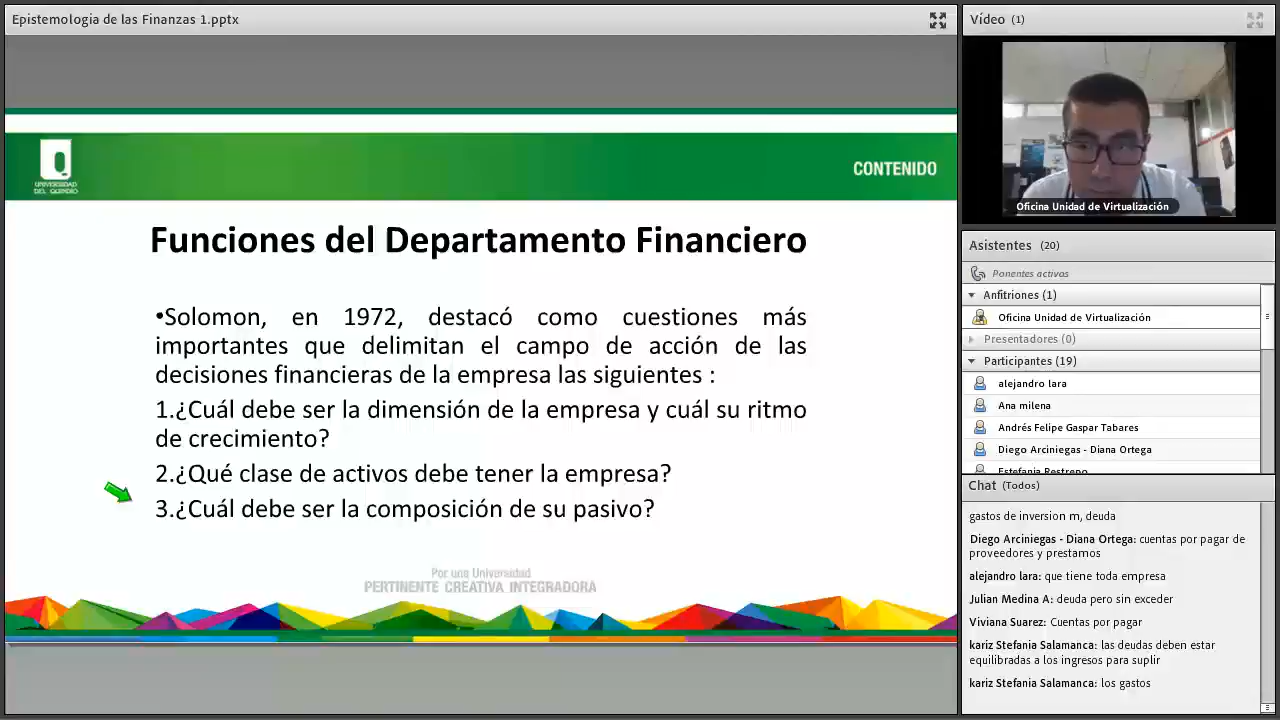 Epistemologia de las Finanzas 1.pptx
UNIVERSIDAD
DEL QUINDIO
CONTENIDO
Funciones del Departamento Financiero
•Solomon, en 1972, destacó como cuestiones más
importantes que delimitan el campo de acción de las
decisiones financieras de la empresa las siguientes :
1.¿Cuál debe ser la dimensión de la empresa y cuál su ritmo
de crecimiento?
2.¿Qué clase de activos debe tener la empresa?
3.¿Cuál debe ser la composición de su pasivo?
Por una Universidad
PERTINENTE CREATIVA INTEGRADORA
Vídeo (1)
Oficina Unidad de Virtualización
Asistentes (20)
Ponentes activos
Anfitriones (1)
Oficina Unidad de Virtualización
Presentadores (0)
Participantes (19)
alejandro lara
Ana milena
Andrés Felipe Gaspar Tabares
Diego Arciniegas - Diana Ortega
Estefania Restrepo
Chat (Todos)
gastos de inversion m, deuda
Diego Arciniegas - Diana Ortega: cuentas por pagar de
proveedores y prestamos
alejandro lara: que tiene toda empresa
Julian Medina A: deuda pero sin exceder
Viviana Suarez: Cuentas por pagar
kariz Stefania Salamanca: las deudas deben estar
equilibradas a los ingresos para suplir
kariz Stefania Salamanca: los gastos